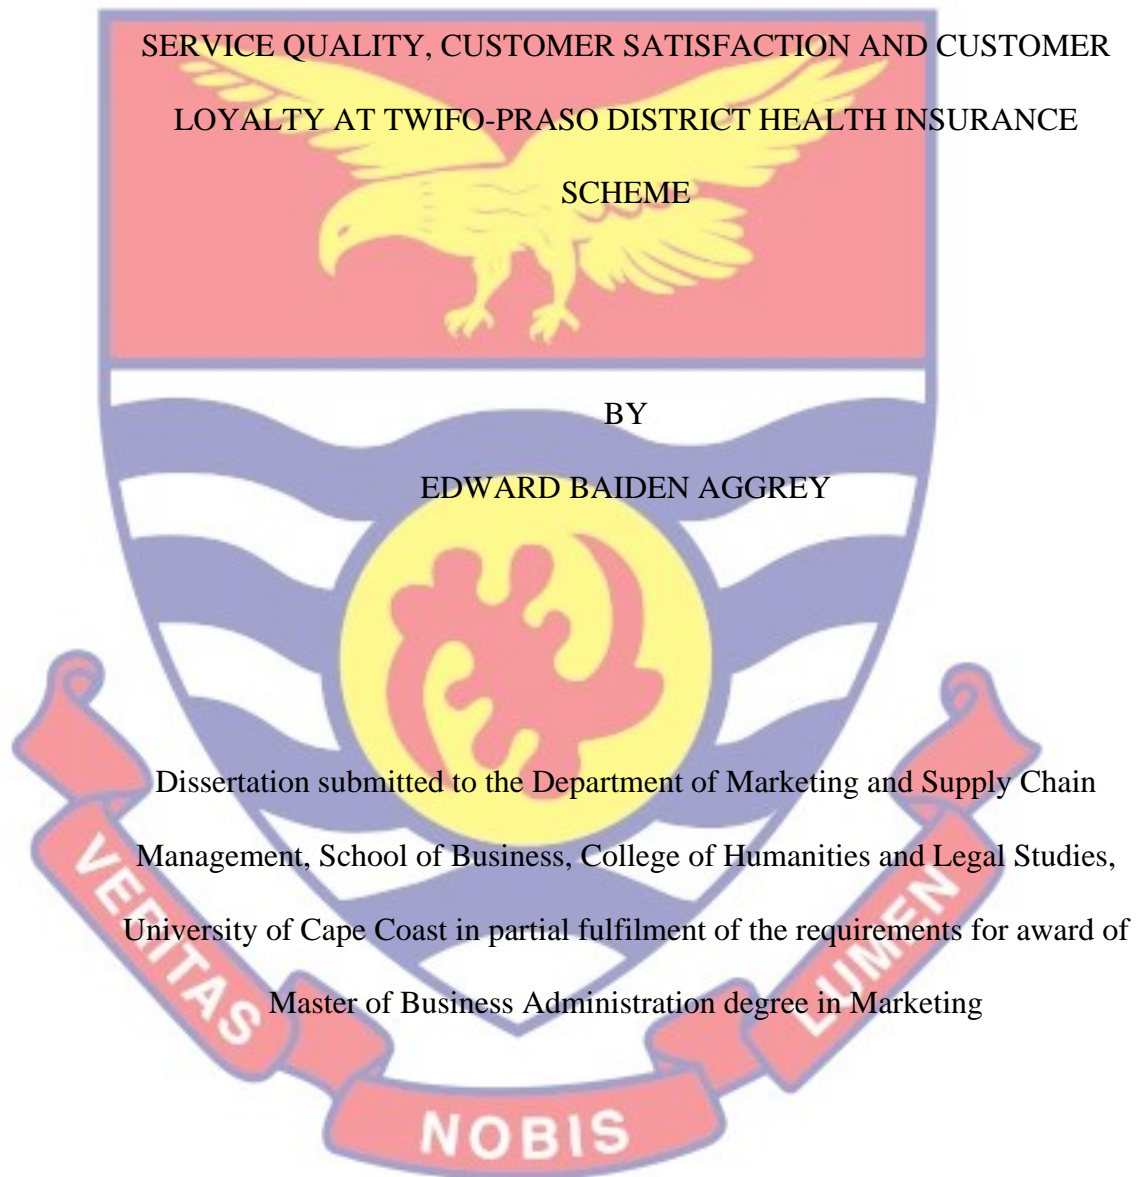 SERVICE QUALITY, CUSTOMER SATISFACTION AND CUSTOMER
LOYALTY AT TWIFO-PRASO DISTRICT HEALTH INSURANCE
SCHEME
BY
EDWARD BAIDEN AGGREY
Dissertation submitted to the Department of Marketing and Supply Chain
Management, School of Business, College of Humanities and Legal Studies,
University of Cape Coast in partial fulfilment of the requirements for award of
Master of Business Administration degree in Marketing
VERITAS
NOBIS
LUMEN